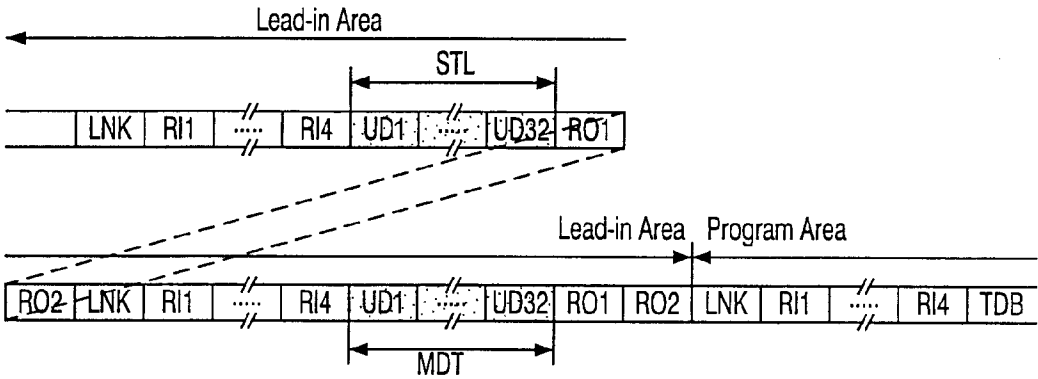 Lead-in Area
STL
LNK RI1 ..... RI4 UD1 ..... UD32 RO1
Lead-in Area Program Area
RO2 LNK RI1 ..... RI4 UD1 ..... UD32 RO1 RO2 LNK RI1 ..... RI4 TDB
MDT